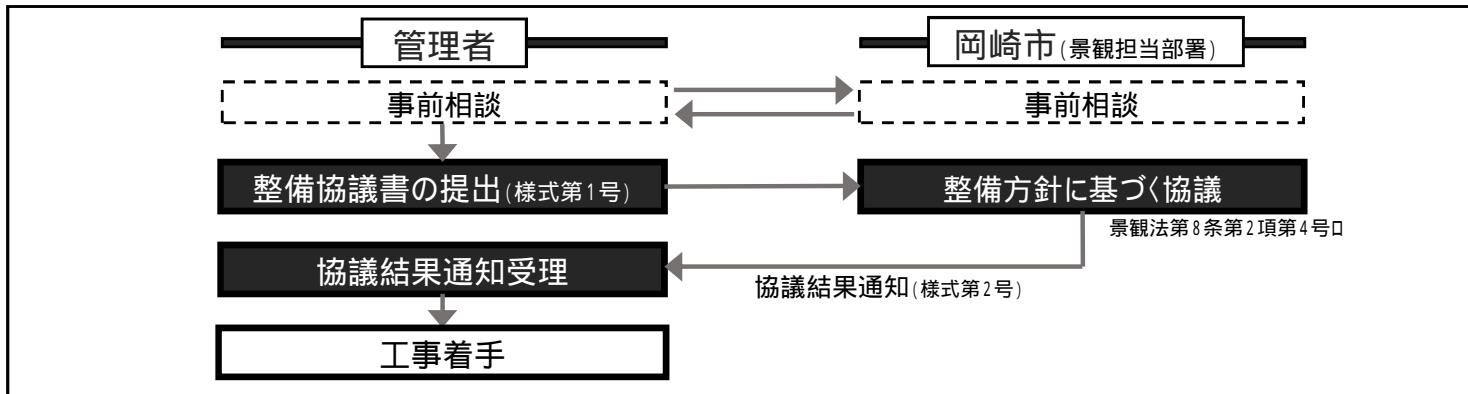 管理者
岡崎市(景観担当部署)
事前相談
事前相談
整備協議書の提出(様式第1号)
整備方針に基づく協議
景観法第8条第2項第4号ロ
協議結果通知受理
協議結果通知(様式第2号)
工事着手